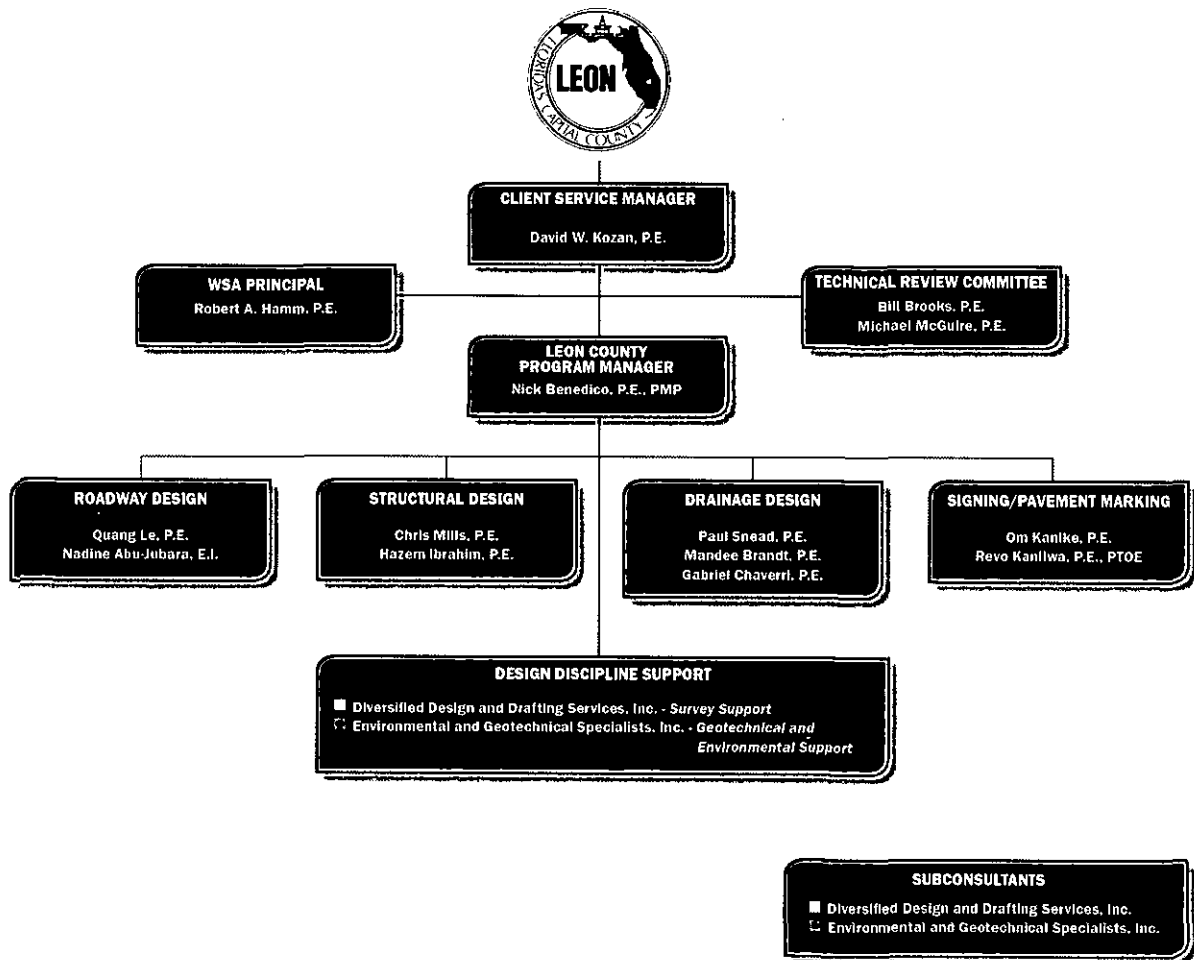 LEON
FLORIDA'S CAPITAL COUNTY
CLIENT SERVICE MANAGER
David W. Kozan, P.E.
WSA PRINCIPAL
Robert A. Hamm, P.E.
TECHNICAL REVIEW COMMITTEE
Bill Brooks, P.E.
Michael McGuire, P.E.
LEON COUNTY
PROGRAM MANAGER
Nick Benedico, P.E., PMP
ROADWAY DESIGN
Quang Le, P.E.
Nadine Abu-Jubara, E.I.
STRUCTURAL DESIGN
Chris Mills, P.E.
Hazem Ibrahim, P.E.
DRAINAGE DESIGN
Paul Snead, P.E.
Mandee Brandt, P.E.
Gabriel Chaverri, P.E.
SIGNING/PAVEMENT MARKING
Om Kanike, P.E.
Revo Kanilwa, P.E., PTOE
DESIGN DISCIPLINE SUPPORT
Diversified Design and Drafting Services, Inc. - Survey Support
Environmental and Geotechnical Specialists, Inc. - Geotechnical and
Environmental Support
SUBCONSULTANTS
Diversified Design and Drafting Services, Inc.
Environmental and Geotechnical Specialists, Inc.